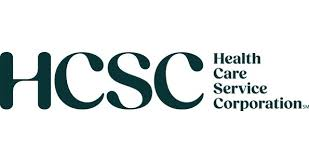 HCSC
Health
Care
Service
Corporation℠